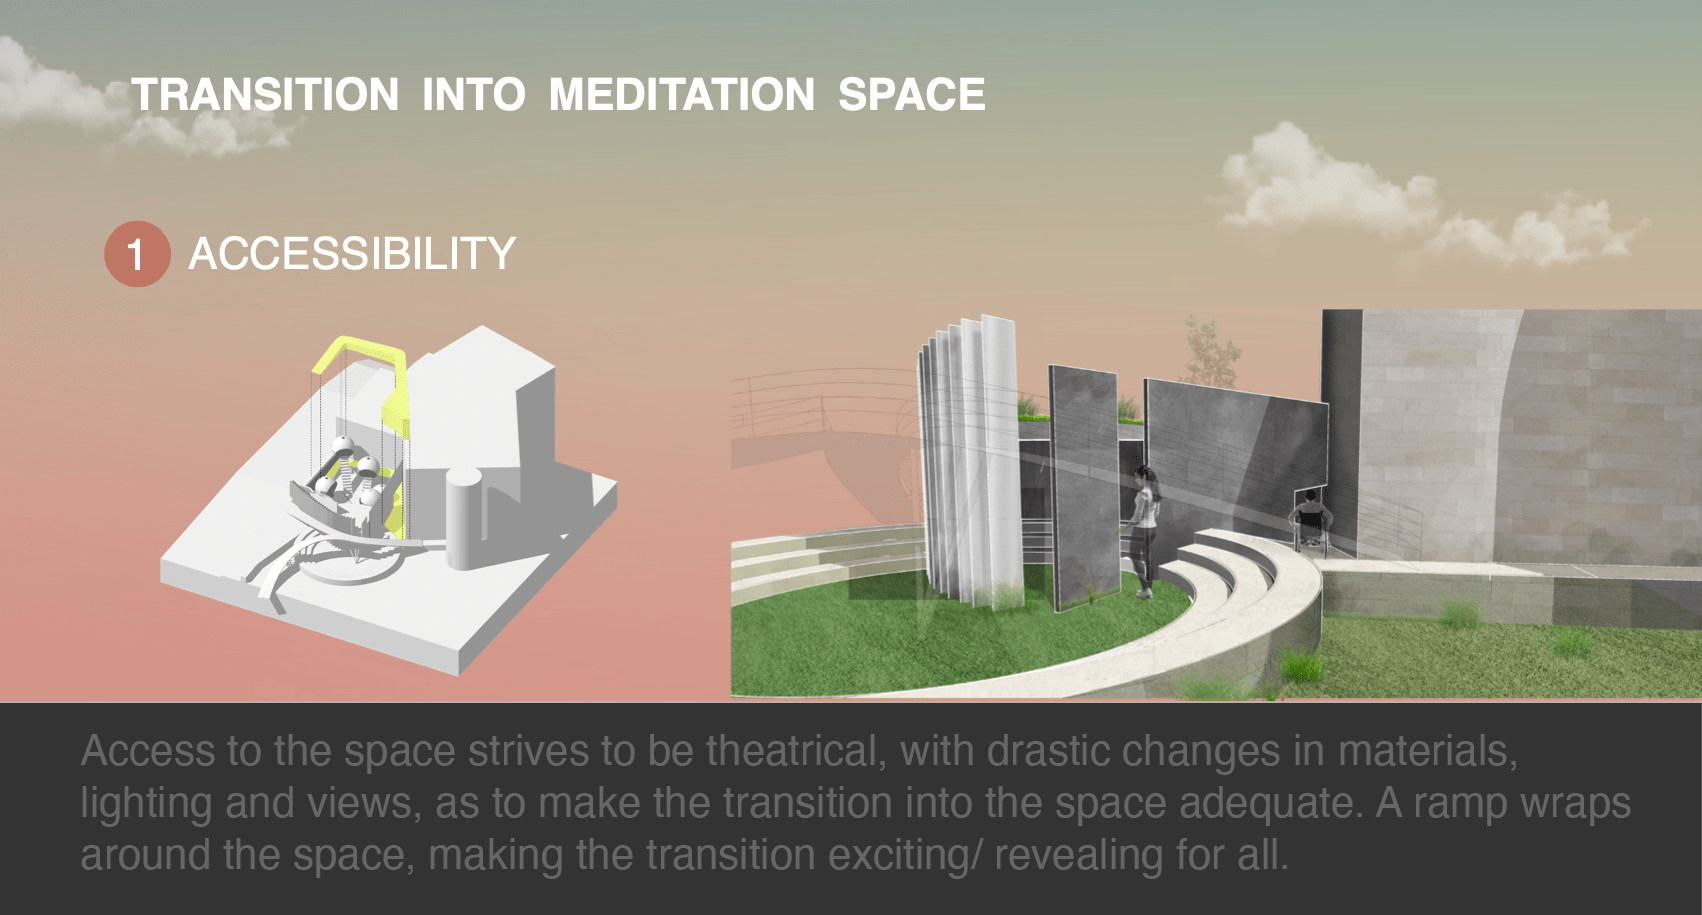 TRANSITION INTO MEDITATION SPACE
1 ACCESSIBILITY
Access to the space strives to be theatrical, with drastic changes in materials,
lighting and views, as to make the transition into the space adequate. A ramp wraps
around the space, making the transition exciting/ revealing for all.